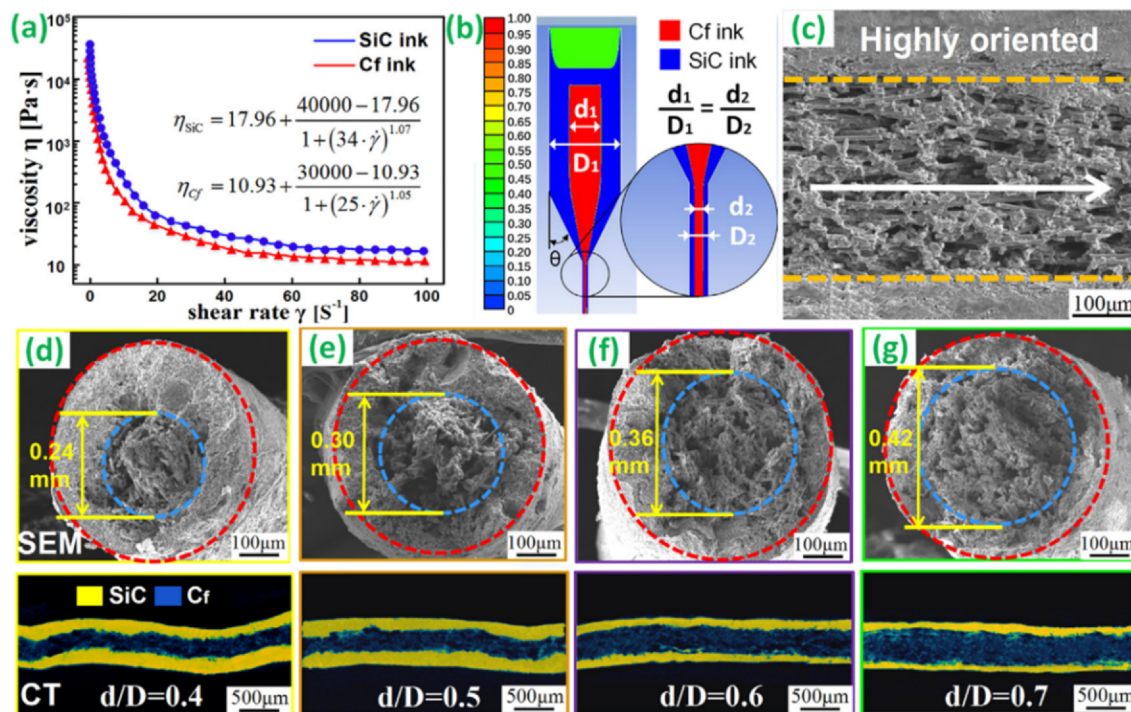 (a)
10⁵
10⁴
10³
10²
10
viscosity η [Pa·s]
SiC ink
Cf ink
η_SiC = 17.96 + (40000 − 17.96) / (1 + (34·γ̇)^1.07)
η_Cf = 10.93 + (30000 − 10.93) / (1 + (25·γ̇)^1.05)
0 20 40 60 80 100
shear rate γ [S⁻¹]
(b)
1.00
0.95
0.90
0.85
0.80
0.75
0.70
0.65
0.60
0.55
0.50
0.45
0.40
0.35
0.30
0.25
0.20
0.15
0.10
0.05
0
Cf ink
SiC ink
d₁/D₁ = d₂/D₂
d₁
D₁
θ
d₂
D₂
(c)
Highly oriented
100μm
(d)
0.24
mm
SEM
100μm
(e)
0.30
mm
100μm
(f)
0.36
mm
100μm
(g)
0.42
mm
100μm
SiC Cf
CT
d/D=0.4
500μm
d/D=0.5
500μm
d/D=0.6
500μm
d/D=0.7
500μm